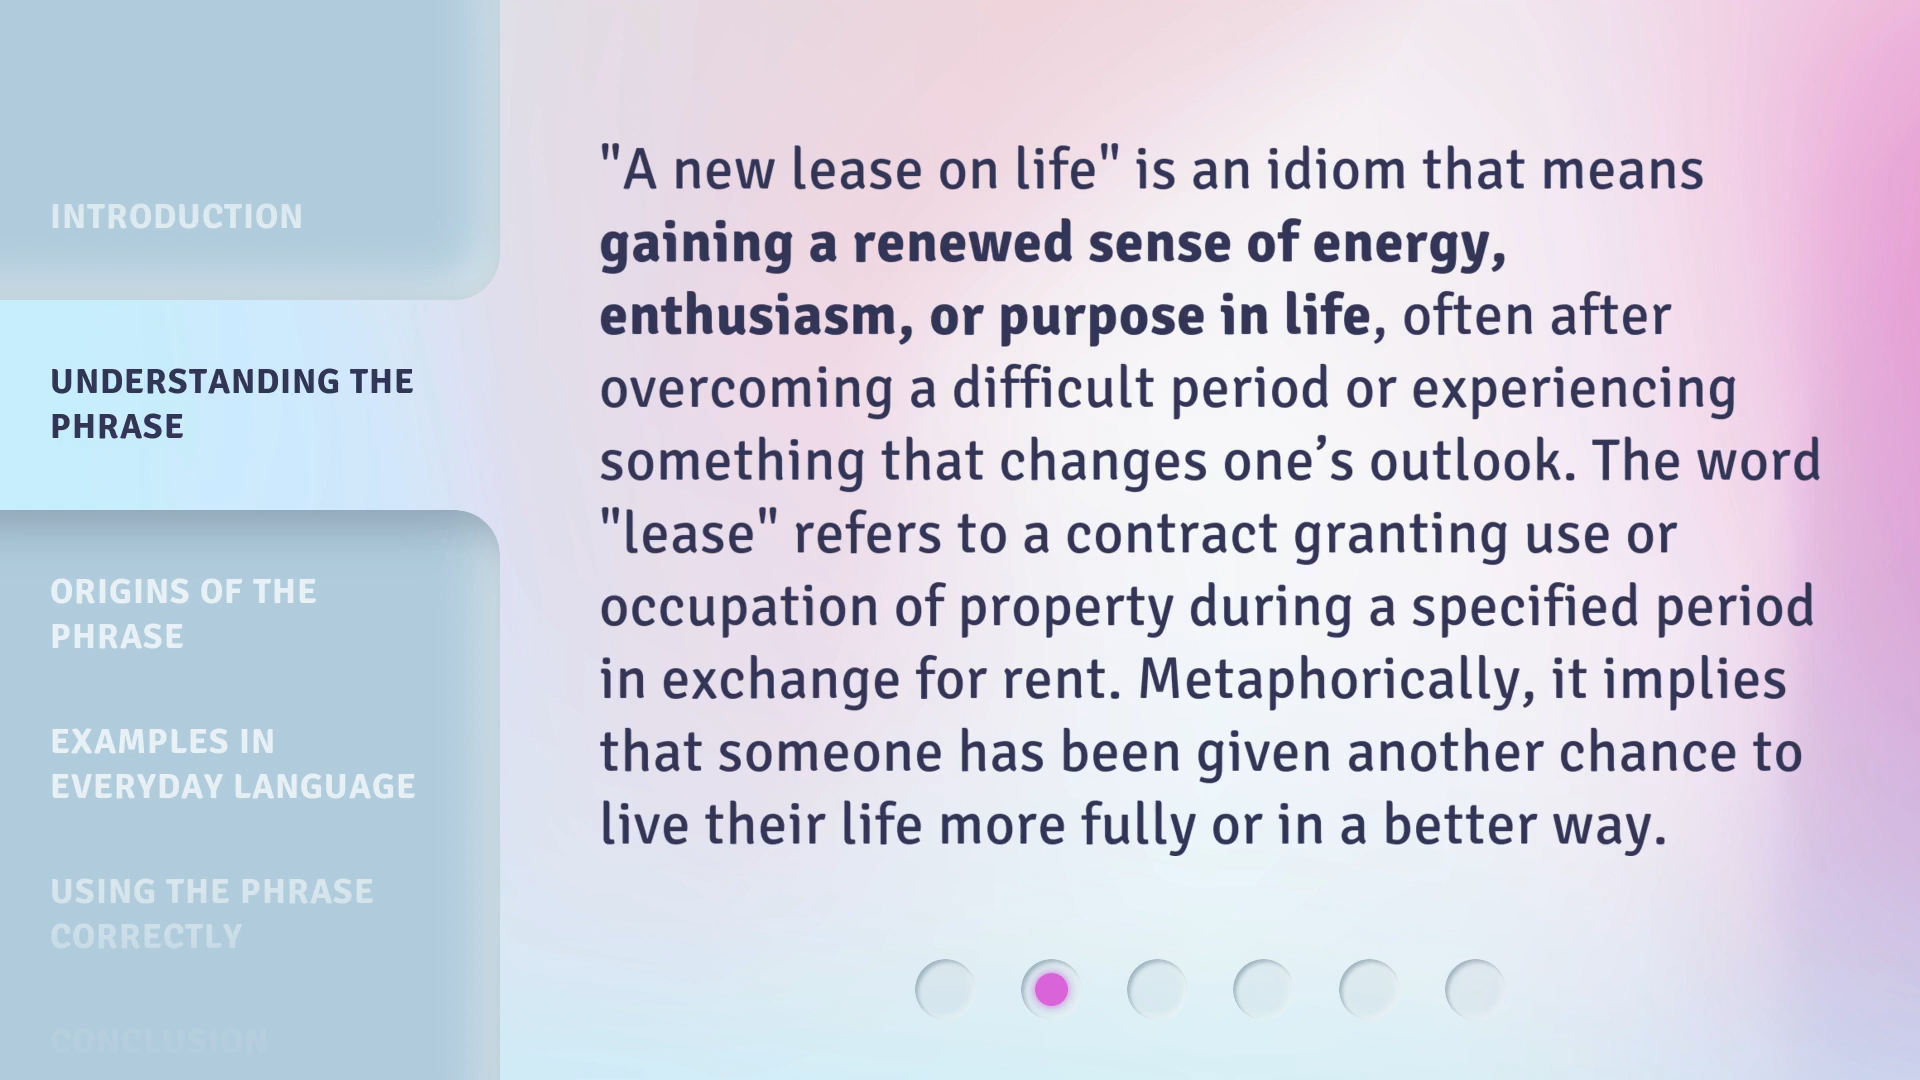 INTRODUCTION
UNDERSTANDING THE
PHRASE
ORIGINS OF THE
PHRASE
EXAMPLES IN
EVERYDAY LANGUAGE
USING THE PHRASE
CORRECTLY
CONCLUSION
"A new lease on life" is an idiom that means
gaining a renewed sense of energy,
enthusiasm, or purpose in life, often after
overcoming a difficult period or experiencing
something that changes one’s outlook. The word
"lease" refers to a contract granting use or
occupation of property during a specified period
in exchange for rent. Metaphorically, it implies
that someone has been given another chance to
live their life more fully or in a better way.